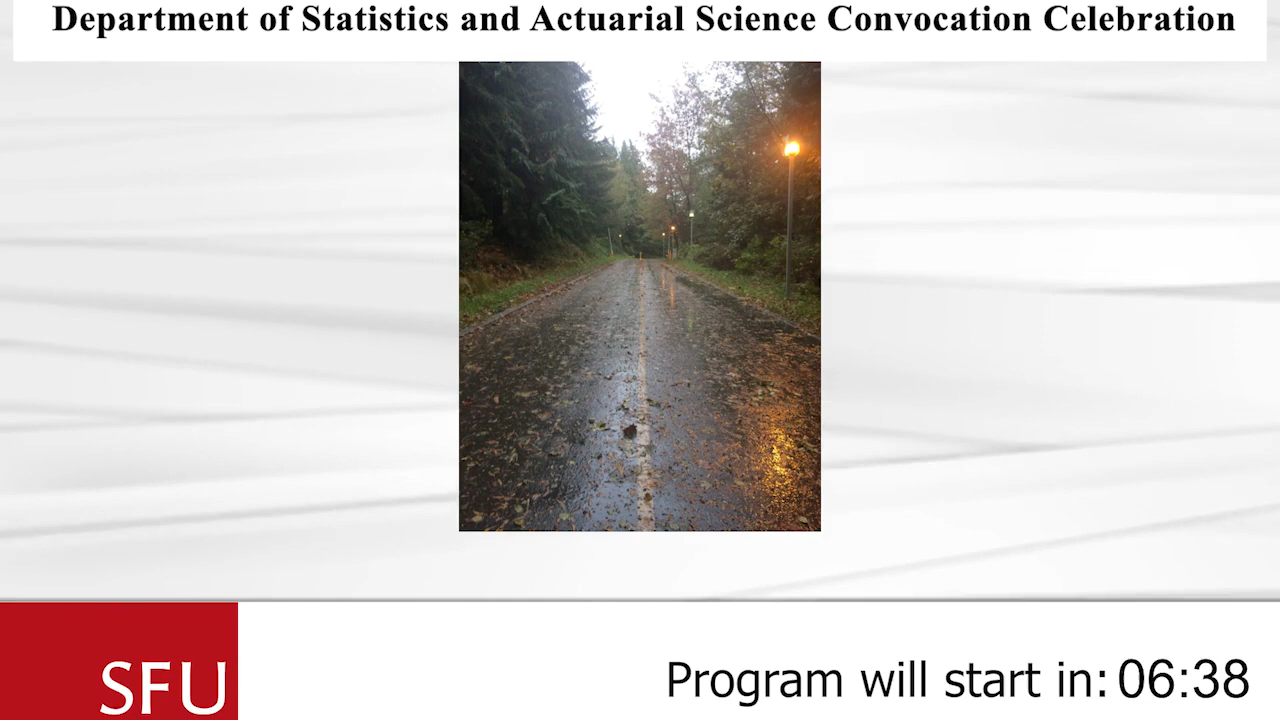 Department of Statistics and Actuarial Science Convocation Celebration
SFU
Program will start in: 06:38